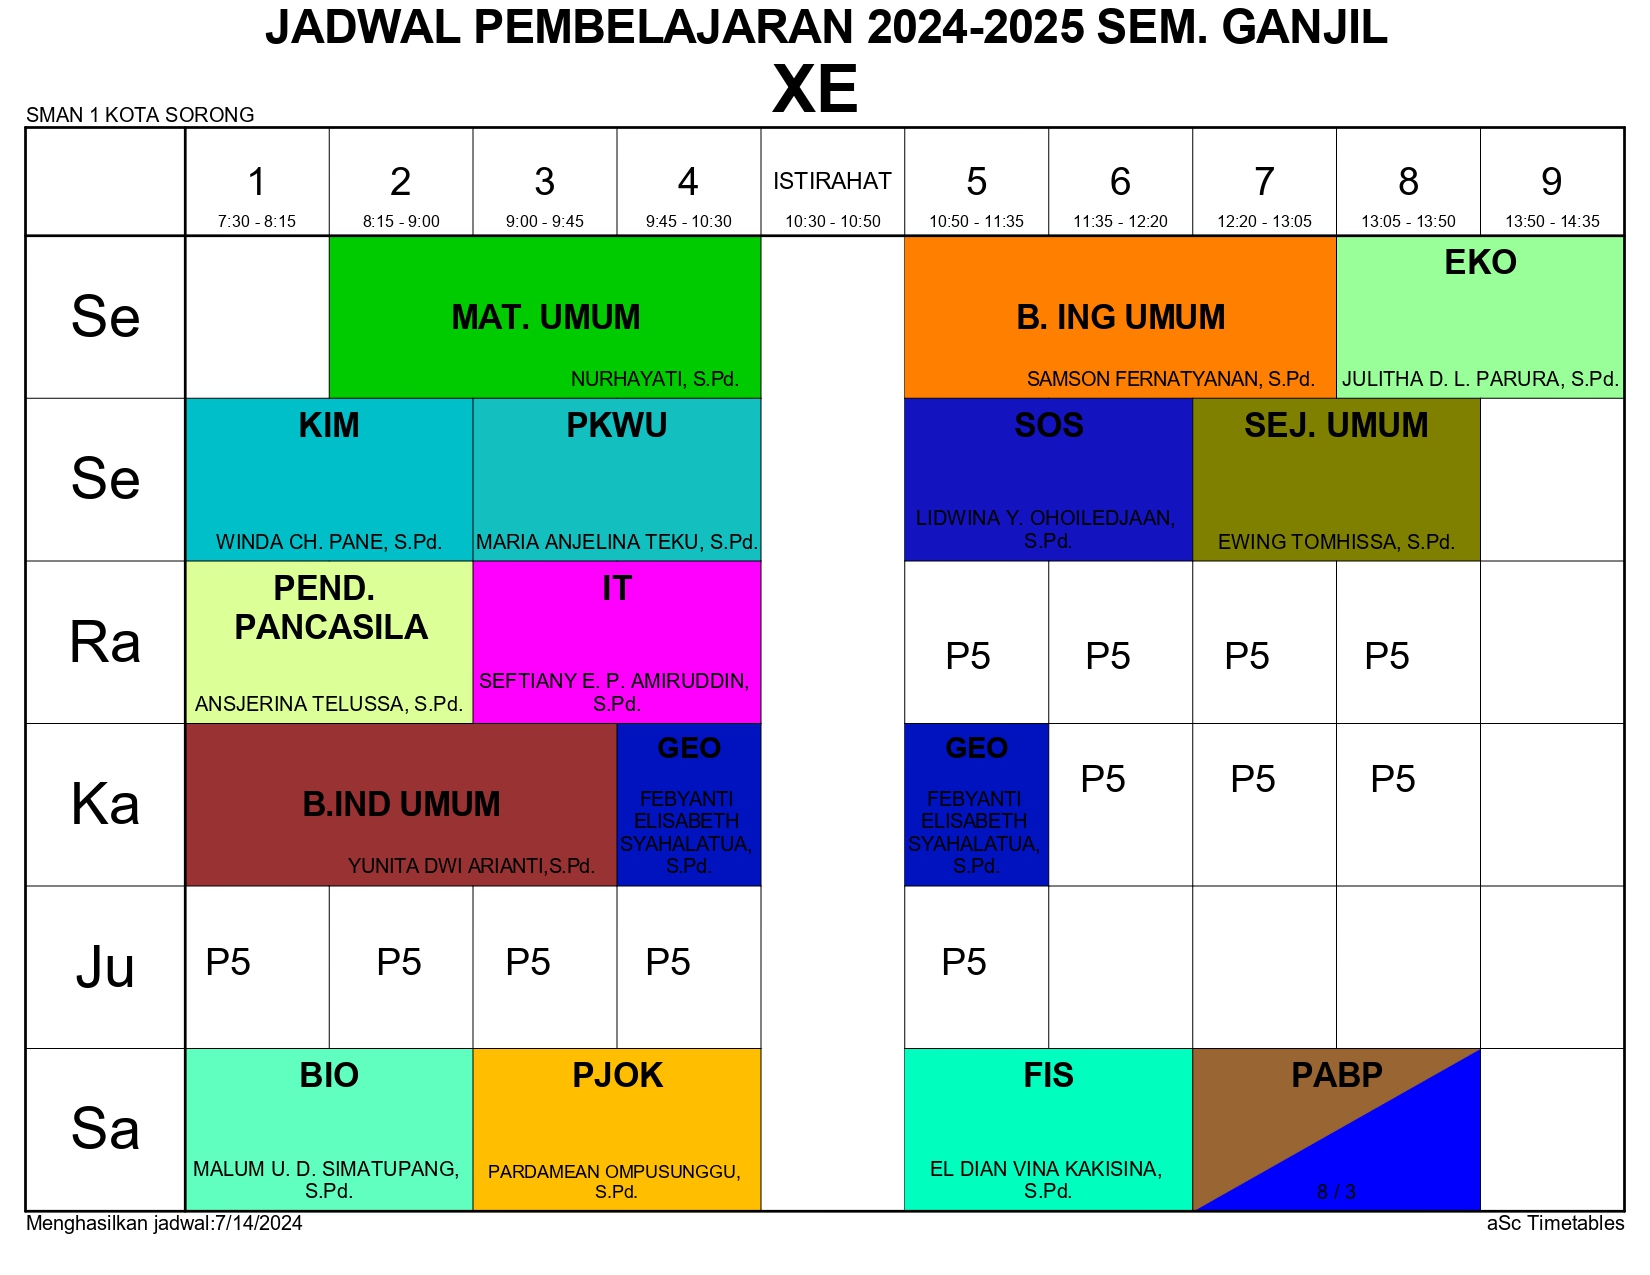 JADWAL PEMBELAJARAN 2024-2025 SEM. GANJIL
XE
SMAN 1 KOTA SORONG
1 2 3 4 ISTIRAHAT 5 6 7 8 9
7:30 - 8:15 8:15 - 9:00 9:00 - 9:45 9:45 - 10:30 10:30 - 10:50 10:50 - 11:35 11:35 - 12:20 12:20 - 13:05 13:05 - 13:50 13:50 - 14:35
Se
MAT. UMUM
NURHAYATI, S.Pd.
B. ING UMUM
SAMSON FERNATYANAN, S.Pd.
EKO
JULITHA D. L. PARURA, S.Pd.
Se
KIM
WINDA CH. PANE, S.Pd.
PKWU
MARIA ANJELINA TEKU, S.Pd.
SOS
LIDWINA Y. OHOILEDJAAN,
S.Pd.
SEJ. UMUM
EWING TOMHISSA, S.Pd.
Ra
PEND.
PANCASILA
ANSJERINA TELUSSA, S.Pd.
IT
SEFTIANY E. P. AMIRUDDIN,
S.Pd.
P5 P5 P5 P5
Ka
B.IND UMUM
YUNITA DWI ARIANTI,S.Pd.
GEO
FEBYANTI
ELISABETH
SYAHALATUA,
S.Pd.
GEO
FEBYANTI
ELISABETH
SYAHALATUA,
S.Pd.
P5 P5 P5
Ju
P5 P5 P5 P5 P5
Sa
BIO
MALUM U. D. SIMATUPANG,
S.Pd.
PJOK
PARDAMEAN OMPUSUNGGU,
S.Pd.
FIS
EL DIAN VINA KAKISINA,
S.Pd.
PABP
8 / 3
Menghasilkan jadwal:7/14/2024
aSc Timetables